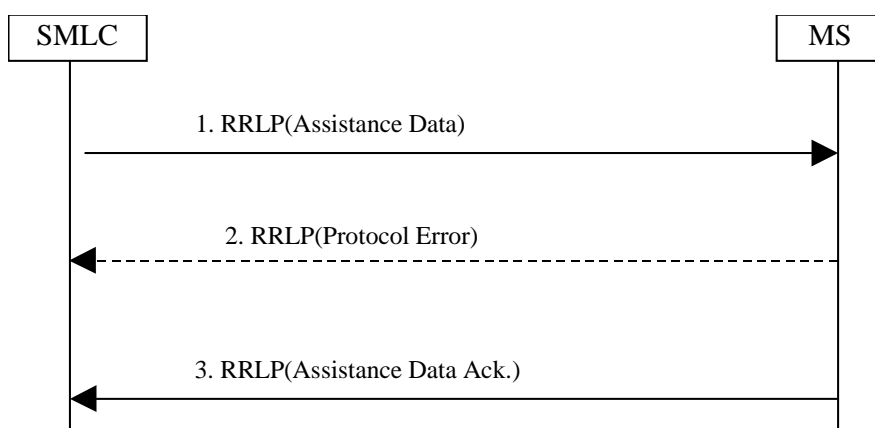 SMLC
MS
1. RRLP(Assistance Data)
2. RRLP(Protocol Error)
3. RRLP(Assistance Data Ack.)